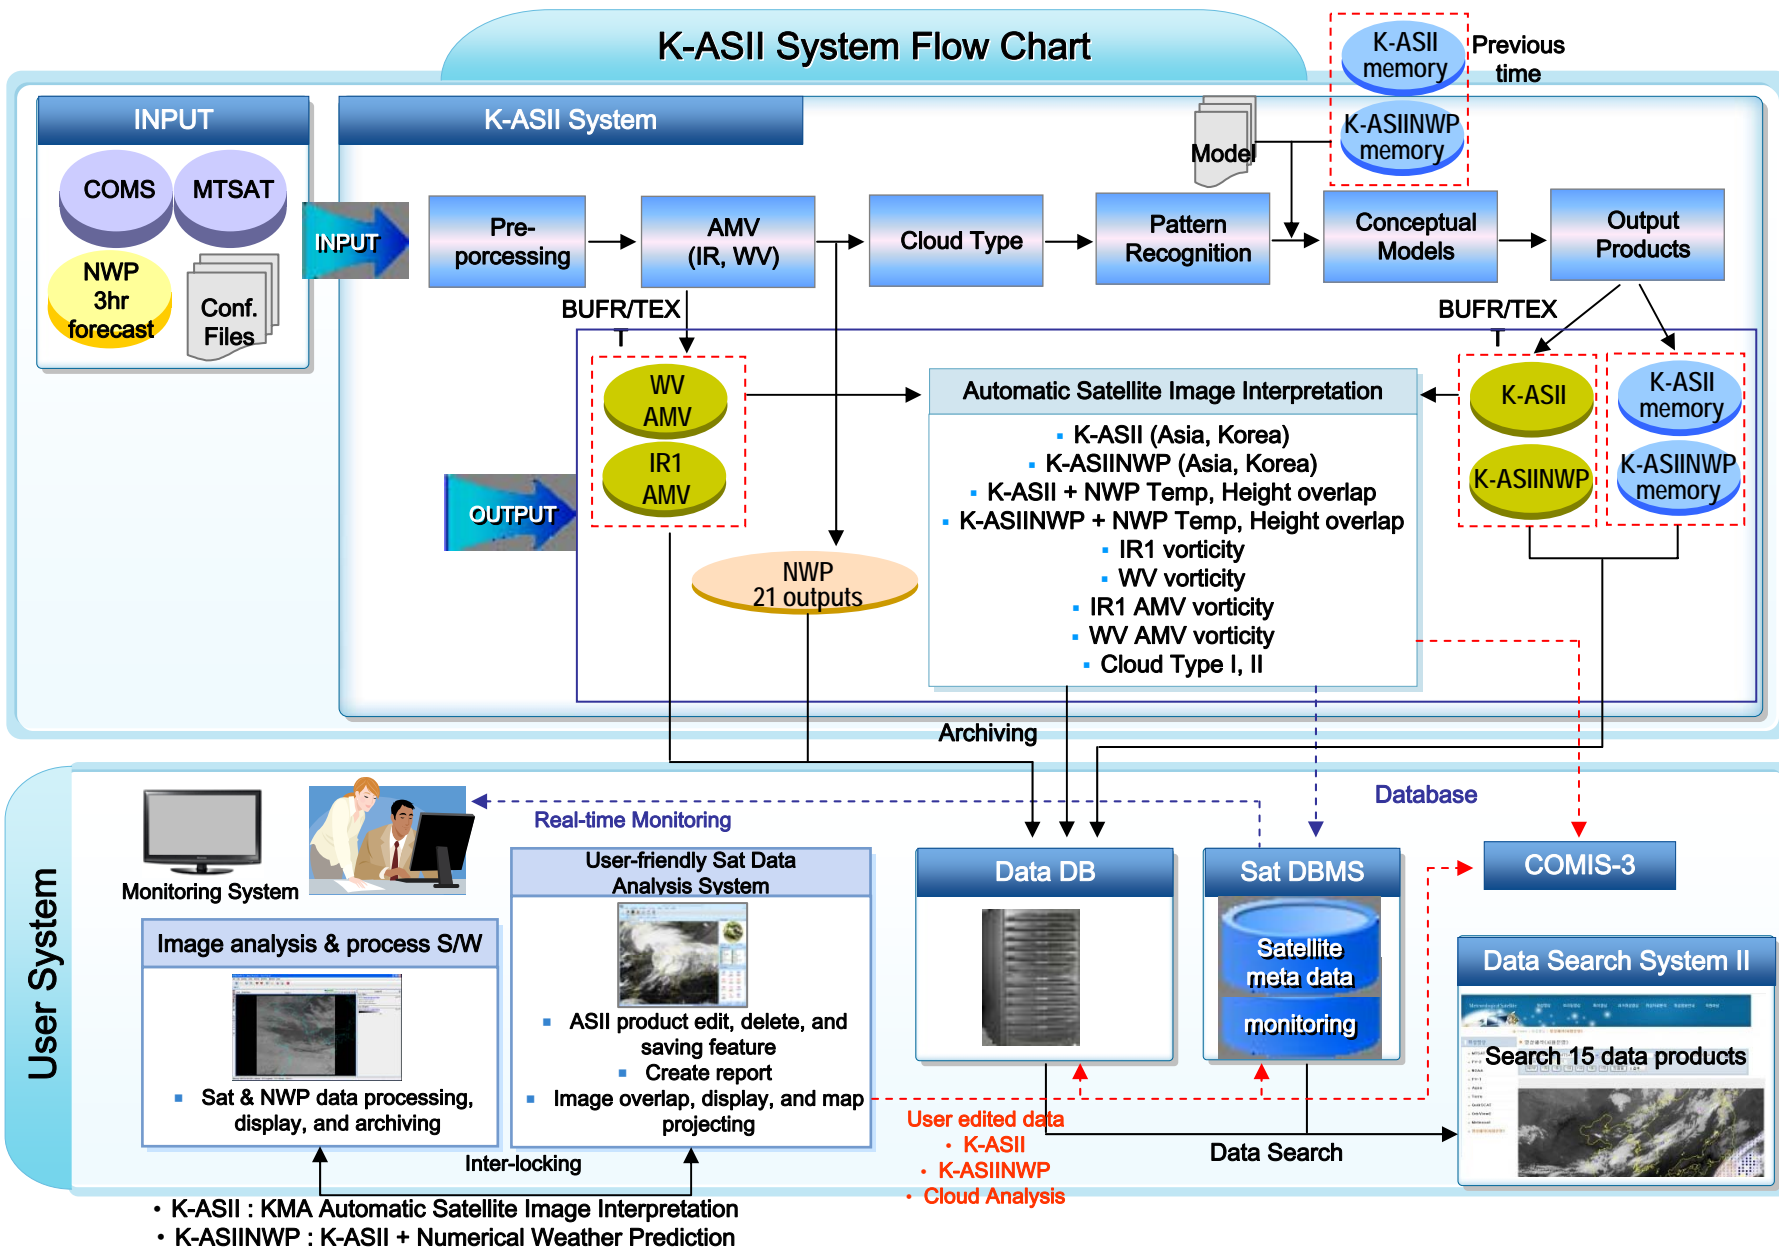 K-ASII System Flow Chart
K-ASII
memory
Previous
time
K-ASIINWP
memory
Model
INPUT
COMS
MTSAT
NWP
3hr
forecast
Conf.
Files
K-ASII System
INPUT
Pre-
porcessing
AMV
(IR, WV)
Cloud Type
Pattern
Recognition
Conceptual
Models
Output
Products
BUFR/TEX
T
BUFR/TEX
T
WV
AMV
IR1
AMV
OUTPUT
NWP
21 outputs
Automatic Satellite Image Interpretation
▪ K-ASII (Asia, Korea)
▪ K-ASIINWP (Asia, Korea)
▪ K-ASII + NWP Temp, Height overlap
▪ K-ASIINWP + NWP Temp, Height overlap
▪ IR1 vorticity
▪ WV vorticity
▪ IR1 AMV vorticity
▪ WV AMV vorticity
▪ Cloud Type I, II
K-ASII
K-ASIINWP
K-ASII
memory
K-ASIINWP
memory
Archiving
User System
Monitoring System
Real-time Monitoring
Database
Image analysis & process S/W
▪ Sat & NWP data processing,
display, and archiving
User-friendly Sat Data
Analysis System
▪ ASII product edit, delete, and
saving feature
▪ Create report
▪ Image overlap, display, and map
projecting
Inter-locking
Data DB
Sat DBMS
Satellite
meta data
monitoring
COMIS-3
Data Search System II
Search 15 data products
User edited data
• K-ASII
• K-ASIINWP
• Cloud Analysis
Data Search
• K-ASII : KMA Automatic Satellite Image Interpretation
• K-ASIINWP : K-ASII + Numerical Weather Prediction